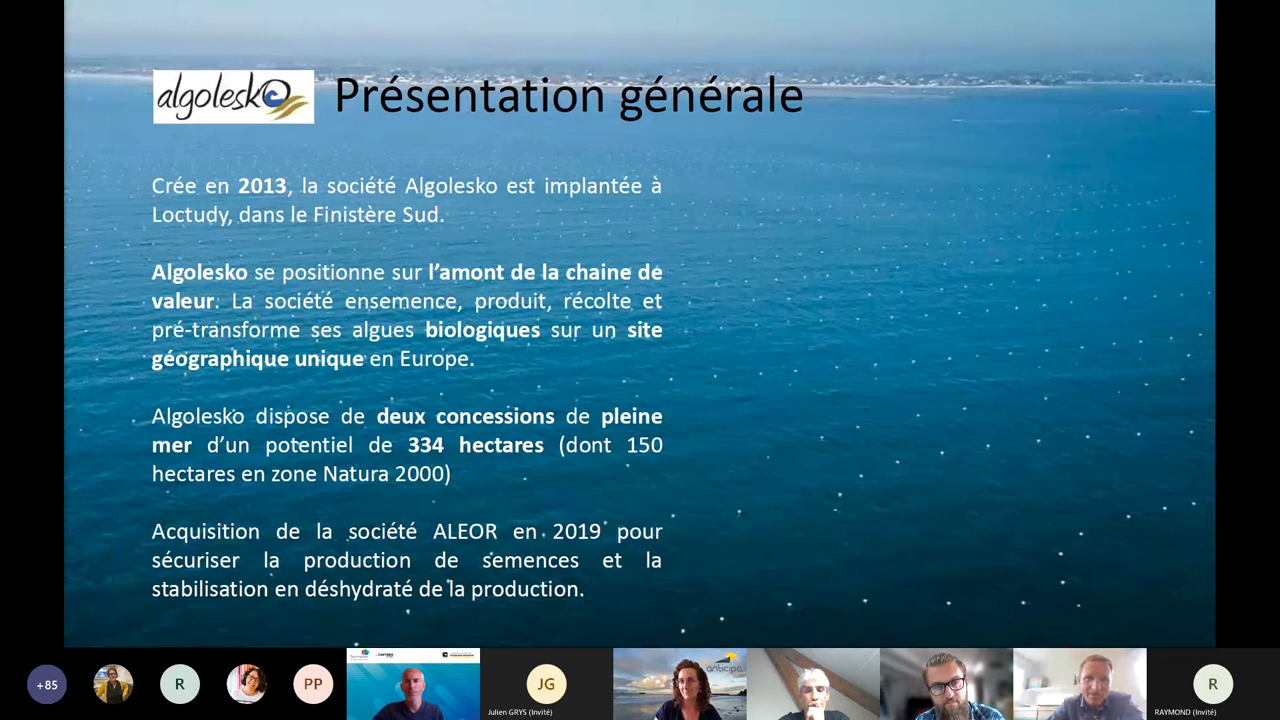 algolesko
Présentation générale
Crée en 2013, la société Algolesko est implantée à
Loctudy, dans le Finistère Sud.
Algolesko se positionne sur l’amont de la chaine de
valeur. La société ensemence, produit, récolte et
pré-transforme ses algues biologiques sur un site
géographique unique en Europe.
Algolesko dispose de deux concessions de pleine
mer d’un potentiel de 334 hectares (dont 150
hectares en zone Natura 2000)
Acquisition de la société ALEOR en 2019 pour
sécuriser la production de semences et la
stabilisation en déshydraté de la production.
+85
R
PP
JG
Julien GRYS (Invité)
anticipa
R
RAYMOND (Invité)